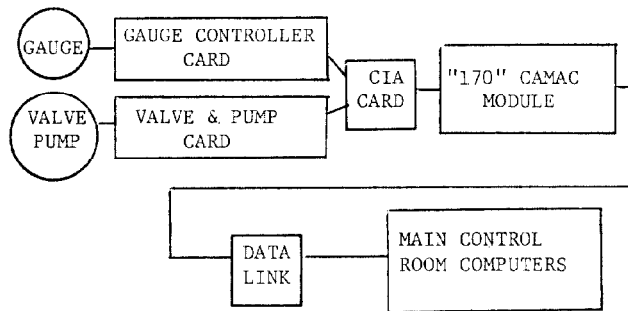 GAUGE
GAUGE CONTROLLER
CARD
VALVE
PUMP
VALVE & PUMP
CARD
CIA
CARD
"170" CAMAC
MODULE
DATA
LINK
MAIN CONTROL
ROOM COMPUTERS